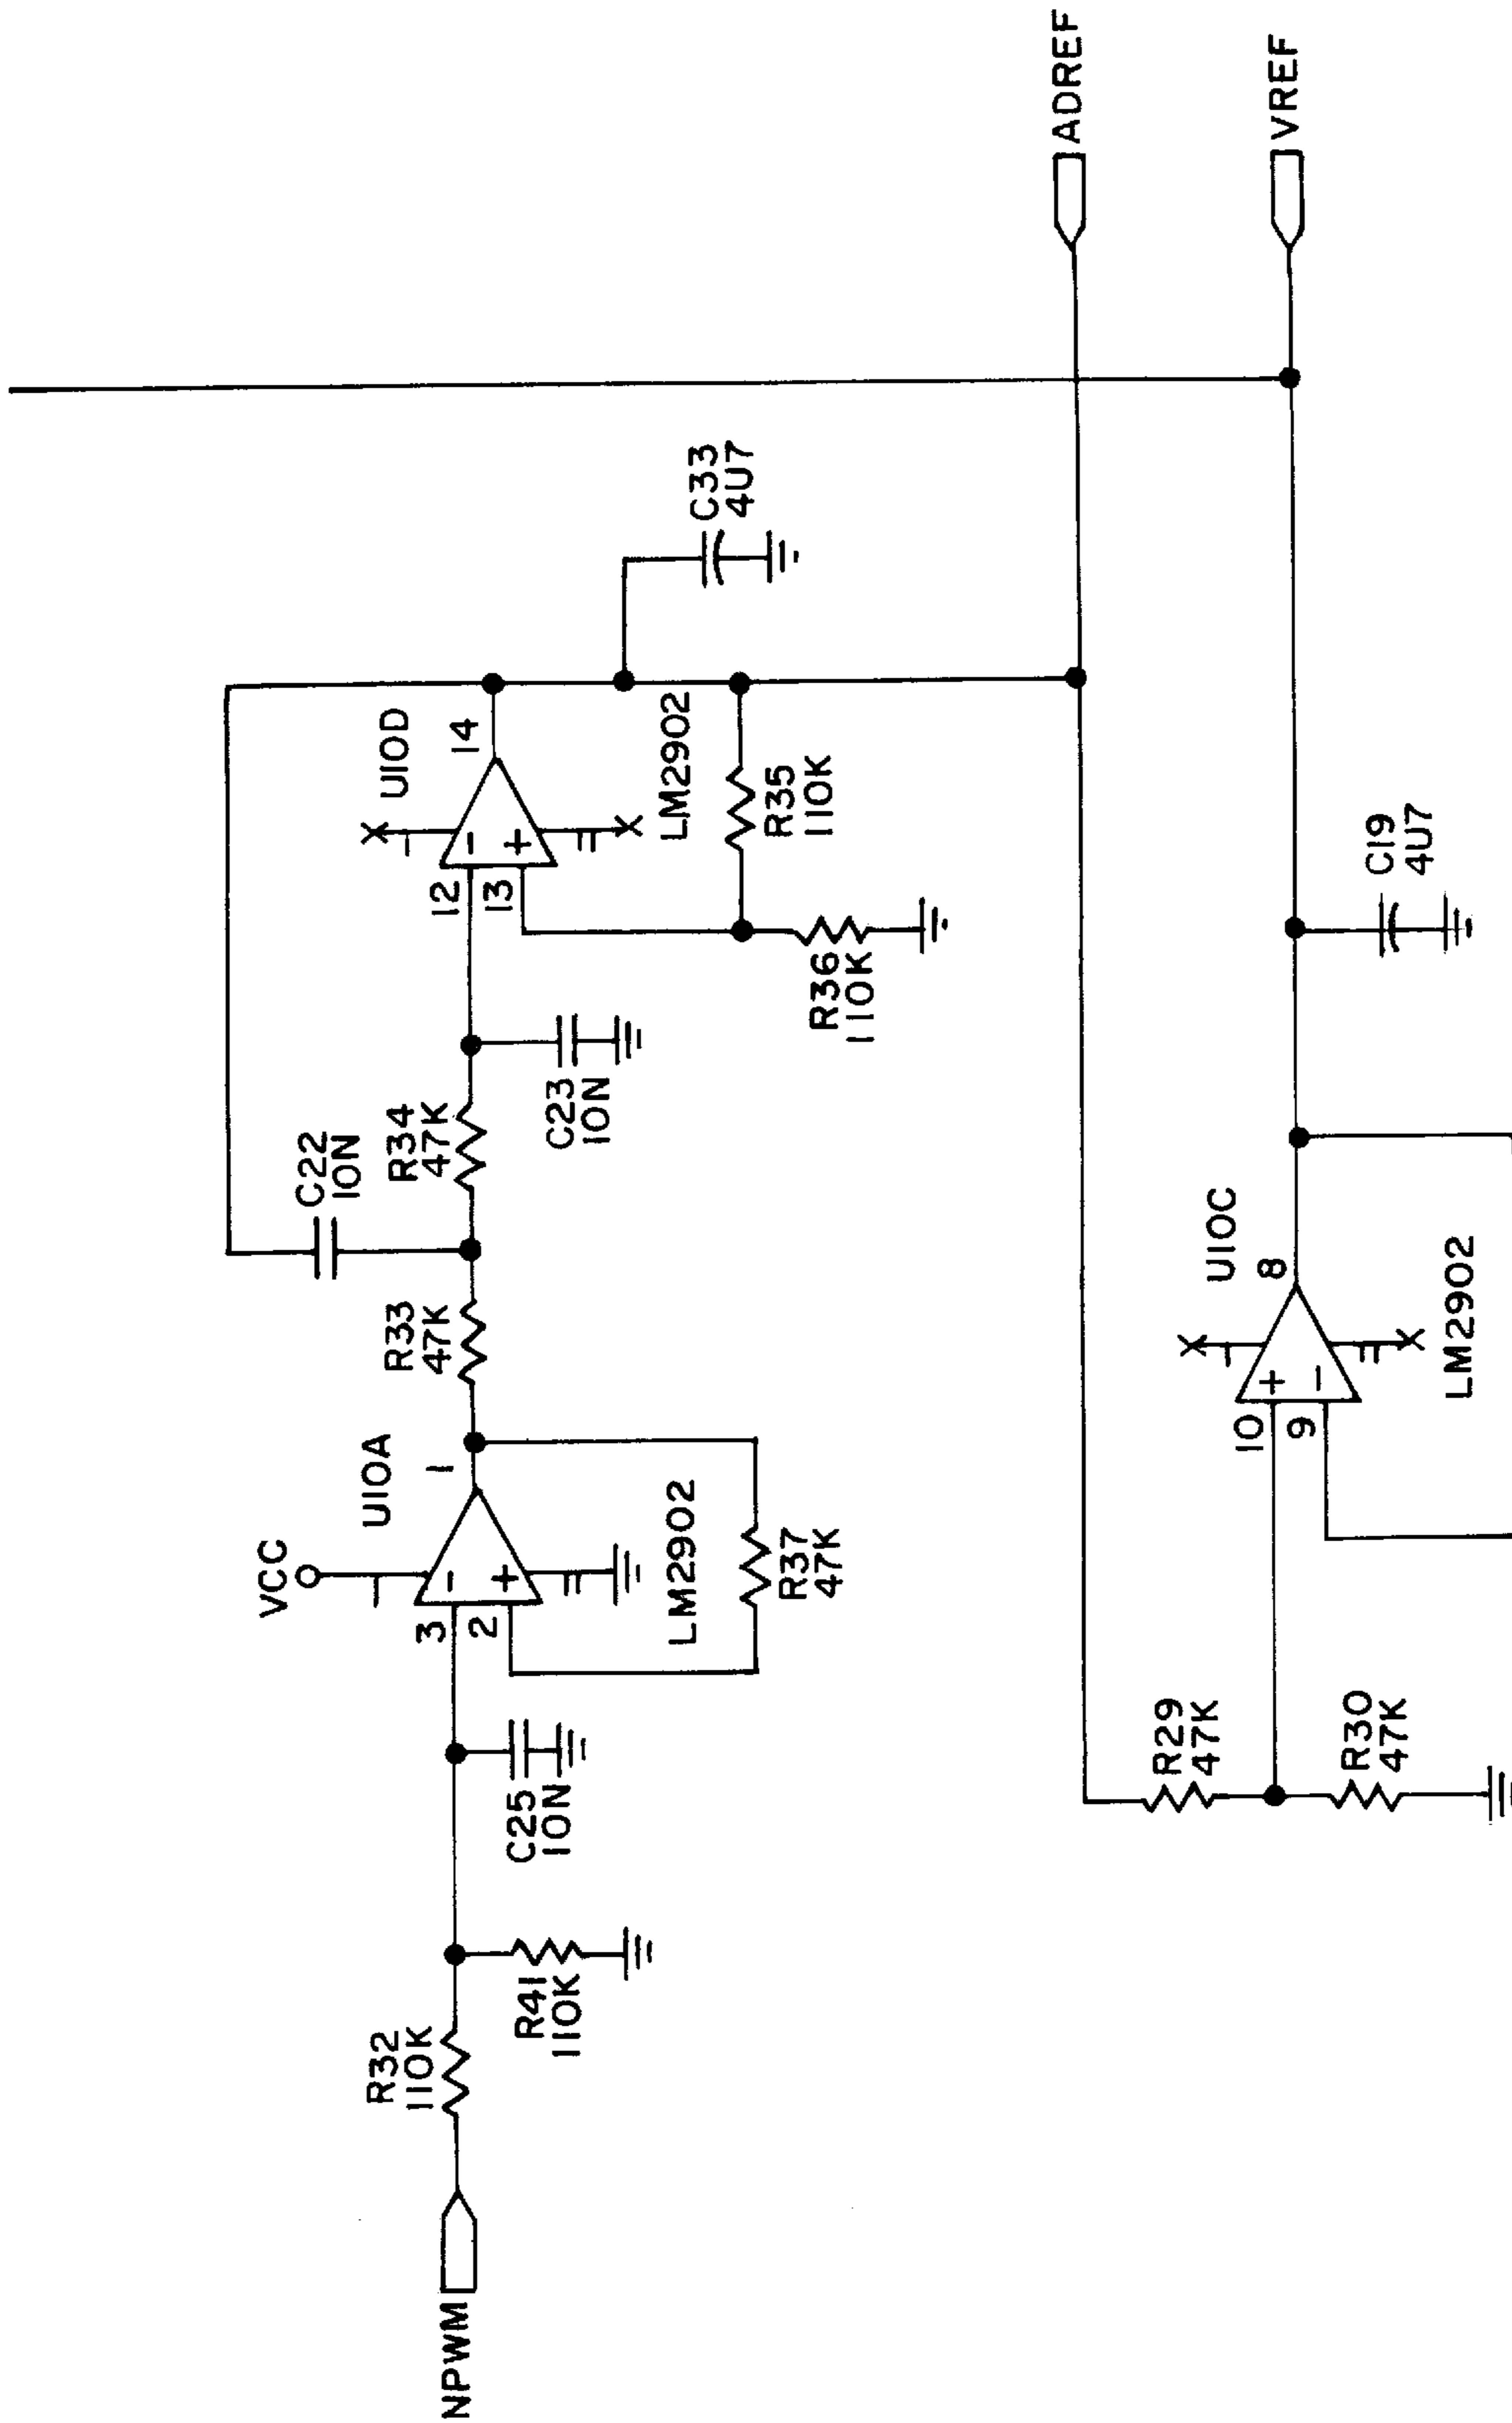 NPWM
R32
110K
R41
110K
C25
10N
3
2
-
+
VCC
U10A
1
LM2902
R37
47K
R33
47K
C22
10N
R34
47K
C23
10N
12
13
-
+
U10D
14
LM2902
R35
110K
R36
110K
C33
4U7
ADREF
VREF
R29
47K
R30
47K
10
9
+
-
U10C
8
LM2902
C19
4U7